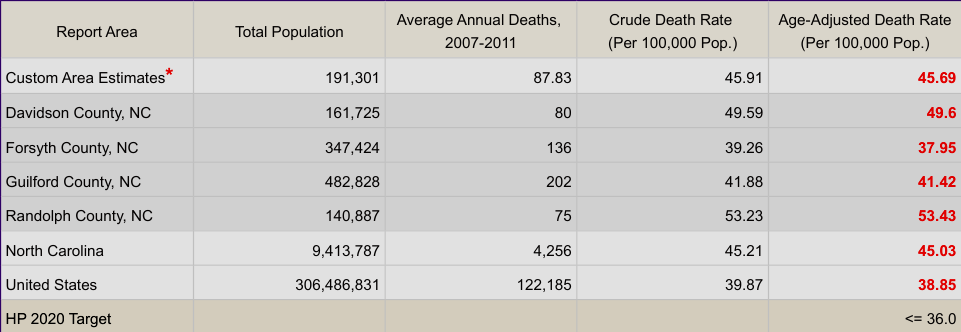 Report Area Total Population Average Annual Deaths, 2007-2011 Crude Death Rate (Per 100,000 Pop.) Age-Adjusted Death Rate (Per 100,000 Pop.)
Custom Area Estimates* 191,301 87.83 45.91 45.69
Davidson County, NC 161,725 80 49.59 49.6
Forsyth County, NC 347,424 136 39.26 37.95
Guilford County, NC 482,828 202 41.88 41.42
Randolph County, NC 140,887 75 53.23 53.43
North Carolina 9,413,787 4,256 45.21 45.03
United States 306,486,831 122,185 39.87 38.85
HP 2020 Target <= 36.0